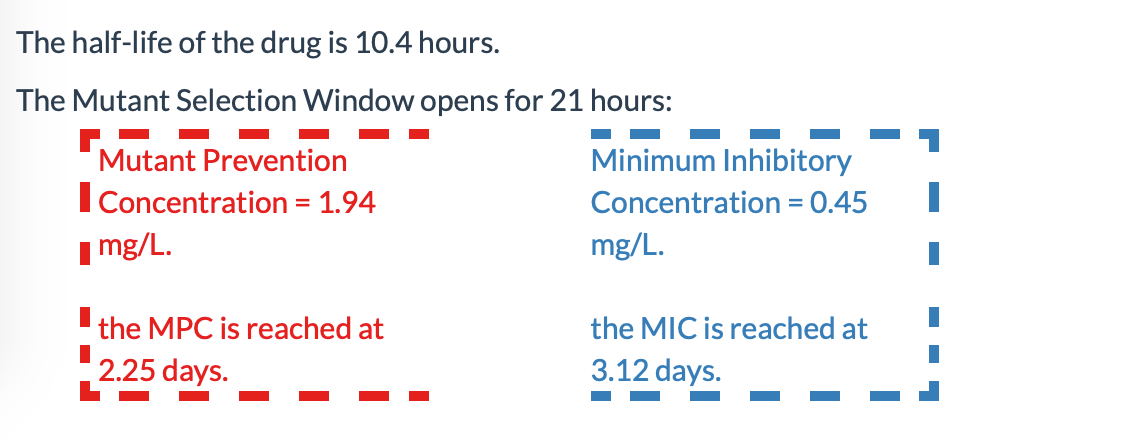 The half-life of the drug is 10.4 hours.
The Mutant Selection Window opens for 21 hours:
Mutant Prevention
Concentration = 1.94
mg/L.
the MPC is reached at
2.25 days.
Minimum Inhibitory
Concentration = 0.45
mg/L.
the MIC is reached at
3.12 days.